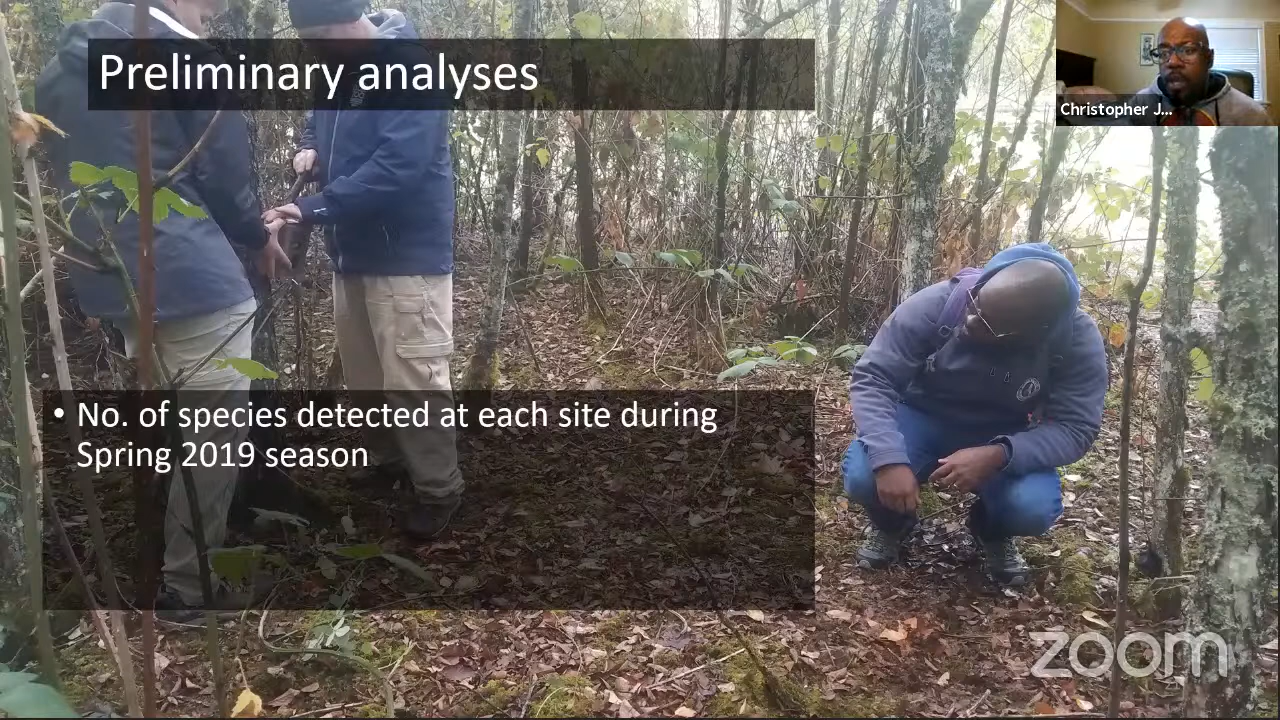 Preliminary analyses
Christopher J...
• No. of species detected at each site during
Spring 2019 season
zoom